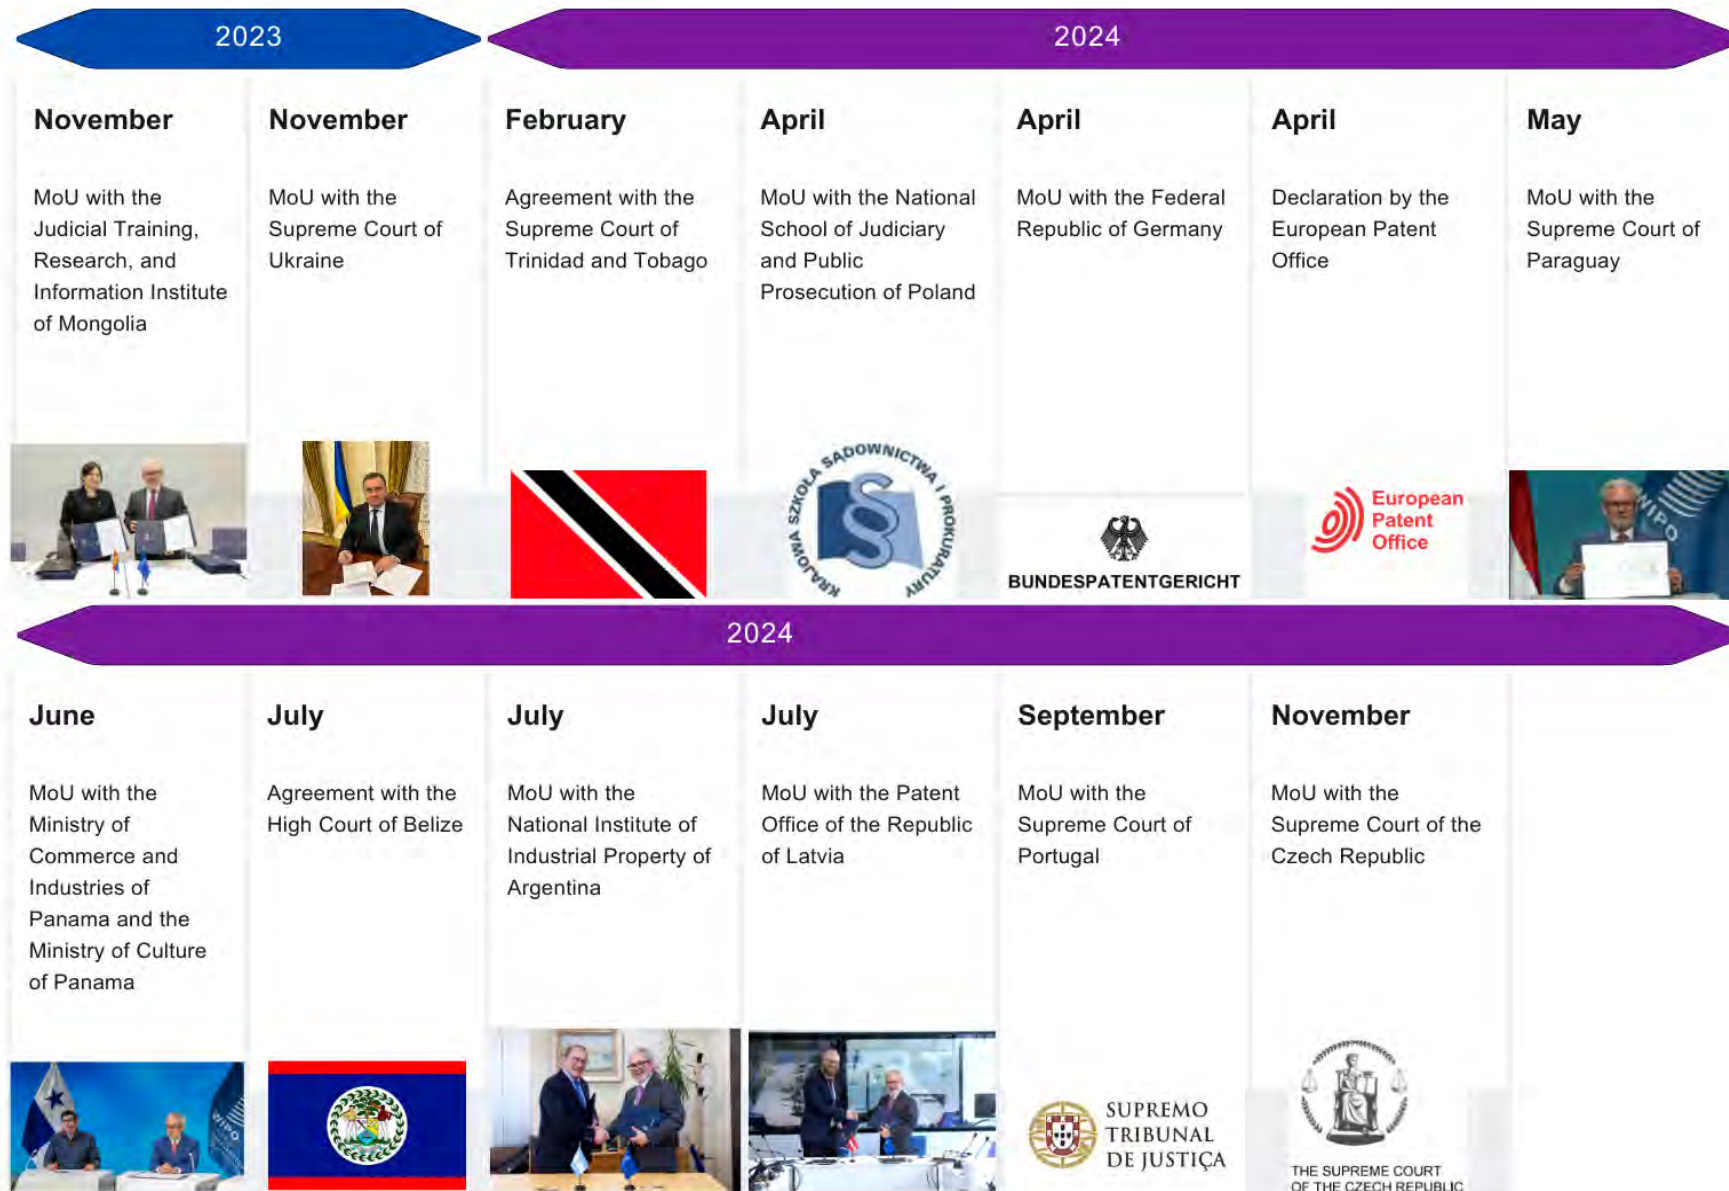 2023
2024
November
MoU with the
Judicial Training,
Research, and
Information Institute
of Mongolia
November
MoU with the
Supreme Court of
Ukraine
February
Agreement with the
Supreme Court of
Trinidad and Tobago
April
MoU with the National
School of Judiciary
and Public
Prosecution of Poland
KRAJOWA SZKOŁA SĄDOWNICTWA I PROKURATURY
April
MoU with the Federal
Republic of Germany
BUNDESPATENTGERICHT
April
Declaration by the
European Patent
Office
European
Patent
Office
May
MoU with the
Supreme Court of
Paraguay
WIPO
2024
June
MoU with the
Ministry of
Commerce and
Industries of
Panama and the
Ministry of Culture
of Panama
WIPO
July
Agreement with the
High Court of Belize
July
MoU with the
National Institute of
Industrial Property of
Argentina
July
MoU with the Patent
Office of the Republic
of Latvia
September
MoU with the
Supreme Court of
Portugal
SUPREMO
TRIBUNAL
DE JUSTIÇA
November
MoU with the
Supreme Court of the
Czech Republic
THE SUPREME COURT
OF THE CZECH REPUBLIC